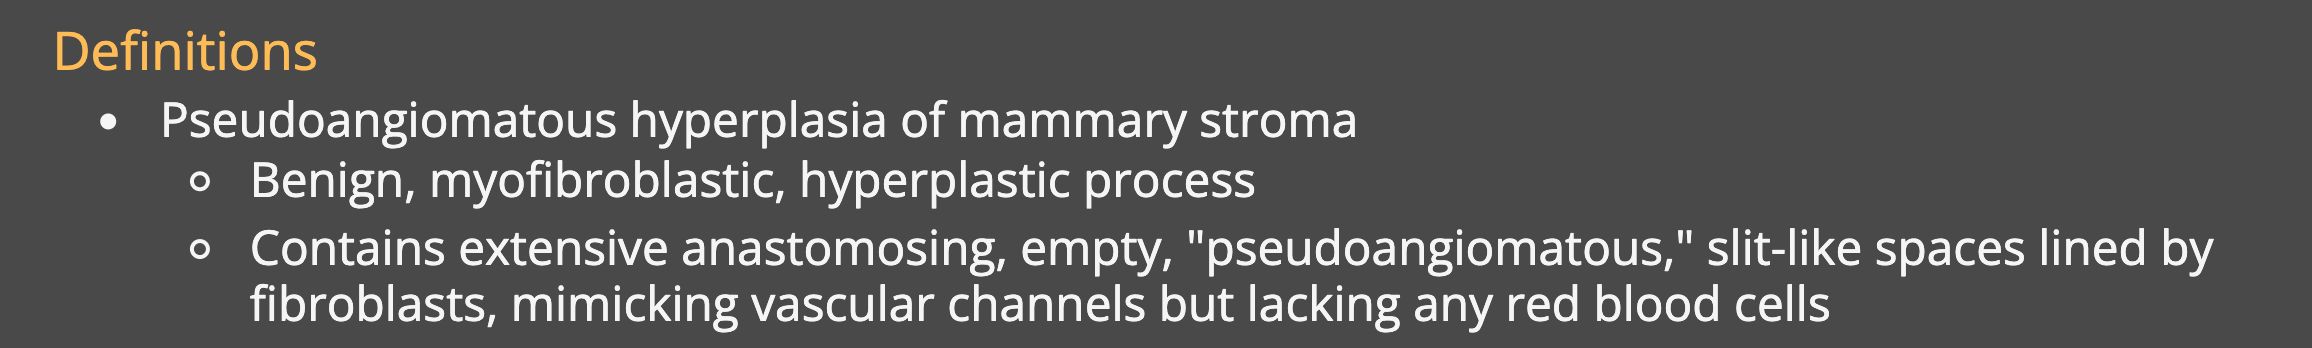 Definitions
• Pseudoangiomatous hyperplasia of mammary stroma
◦ Benign, myofibroblastic, hyperplastic process
◦ Contains extensive anastomosing, empty, "pseudoangiomatous," slit-like spaces lined by
fibroblasts, mimicking vascular channels but lacking any red blood cells